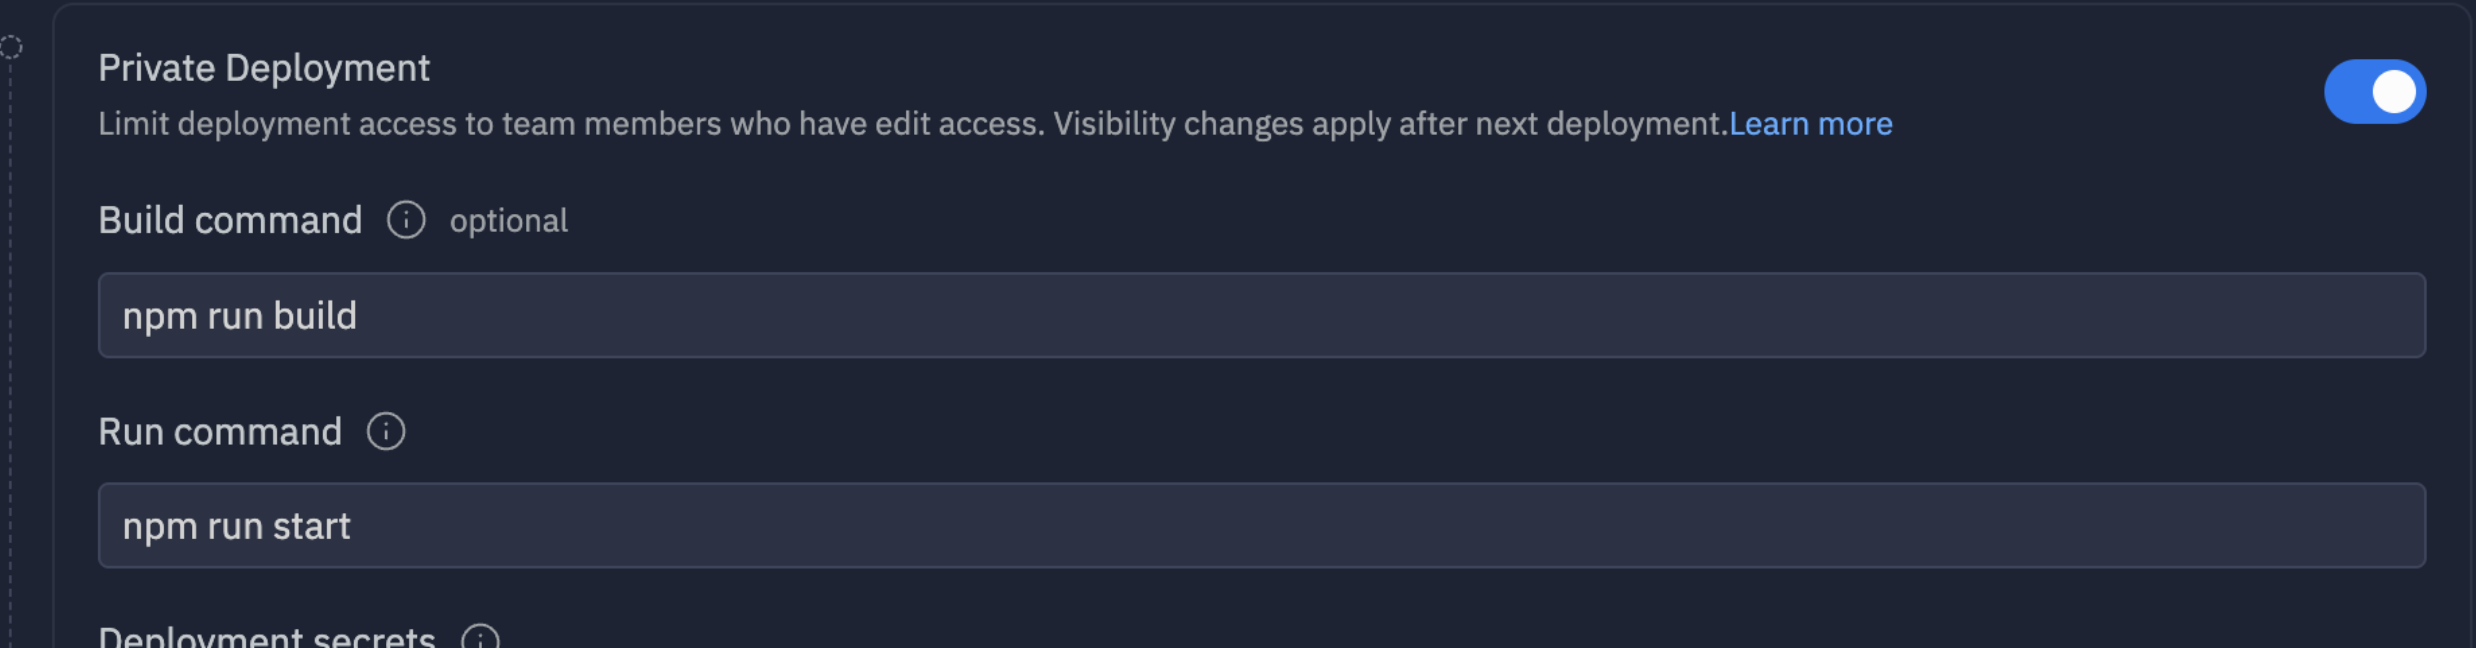 Private Deployment
Limit deployment access to team members who have edit access. Visibility changes apply after next deployment.Learn more
Build command optional
npm run build
Run command
npm run start
Deployment secrets